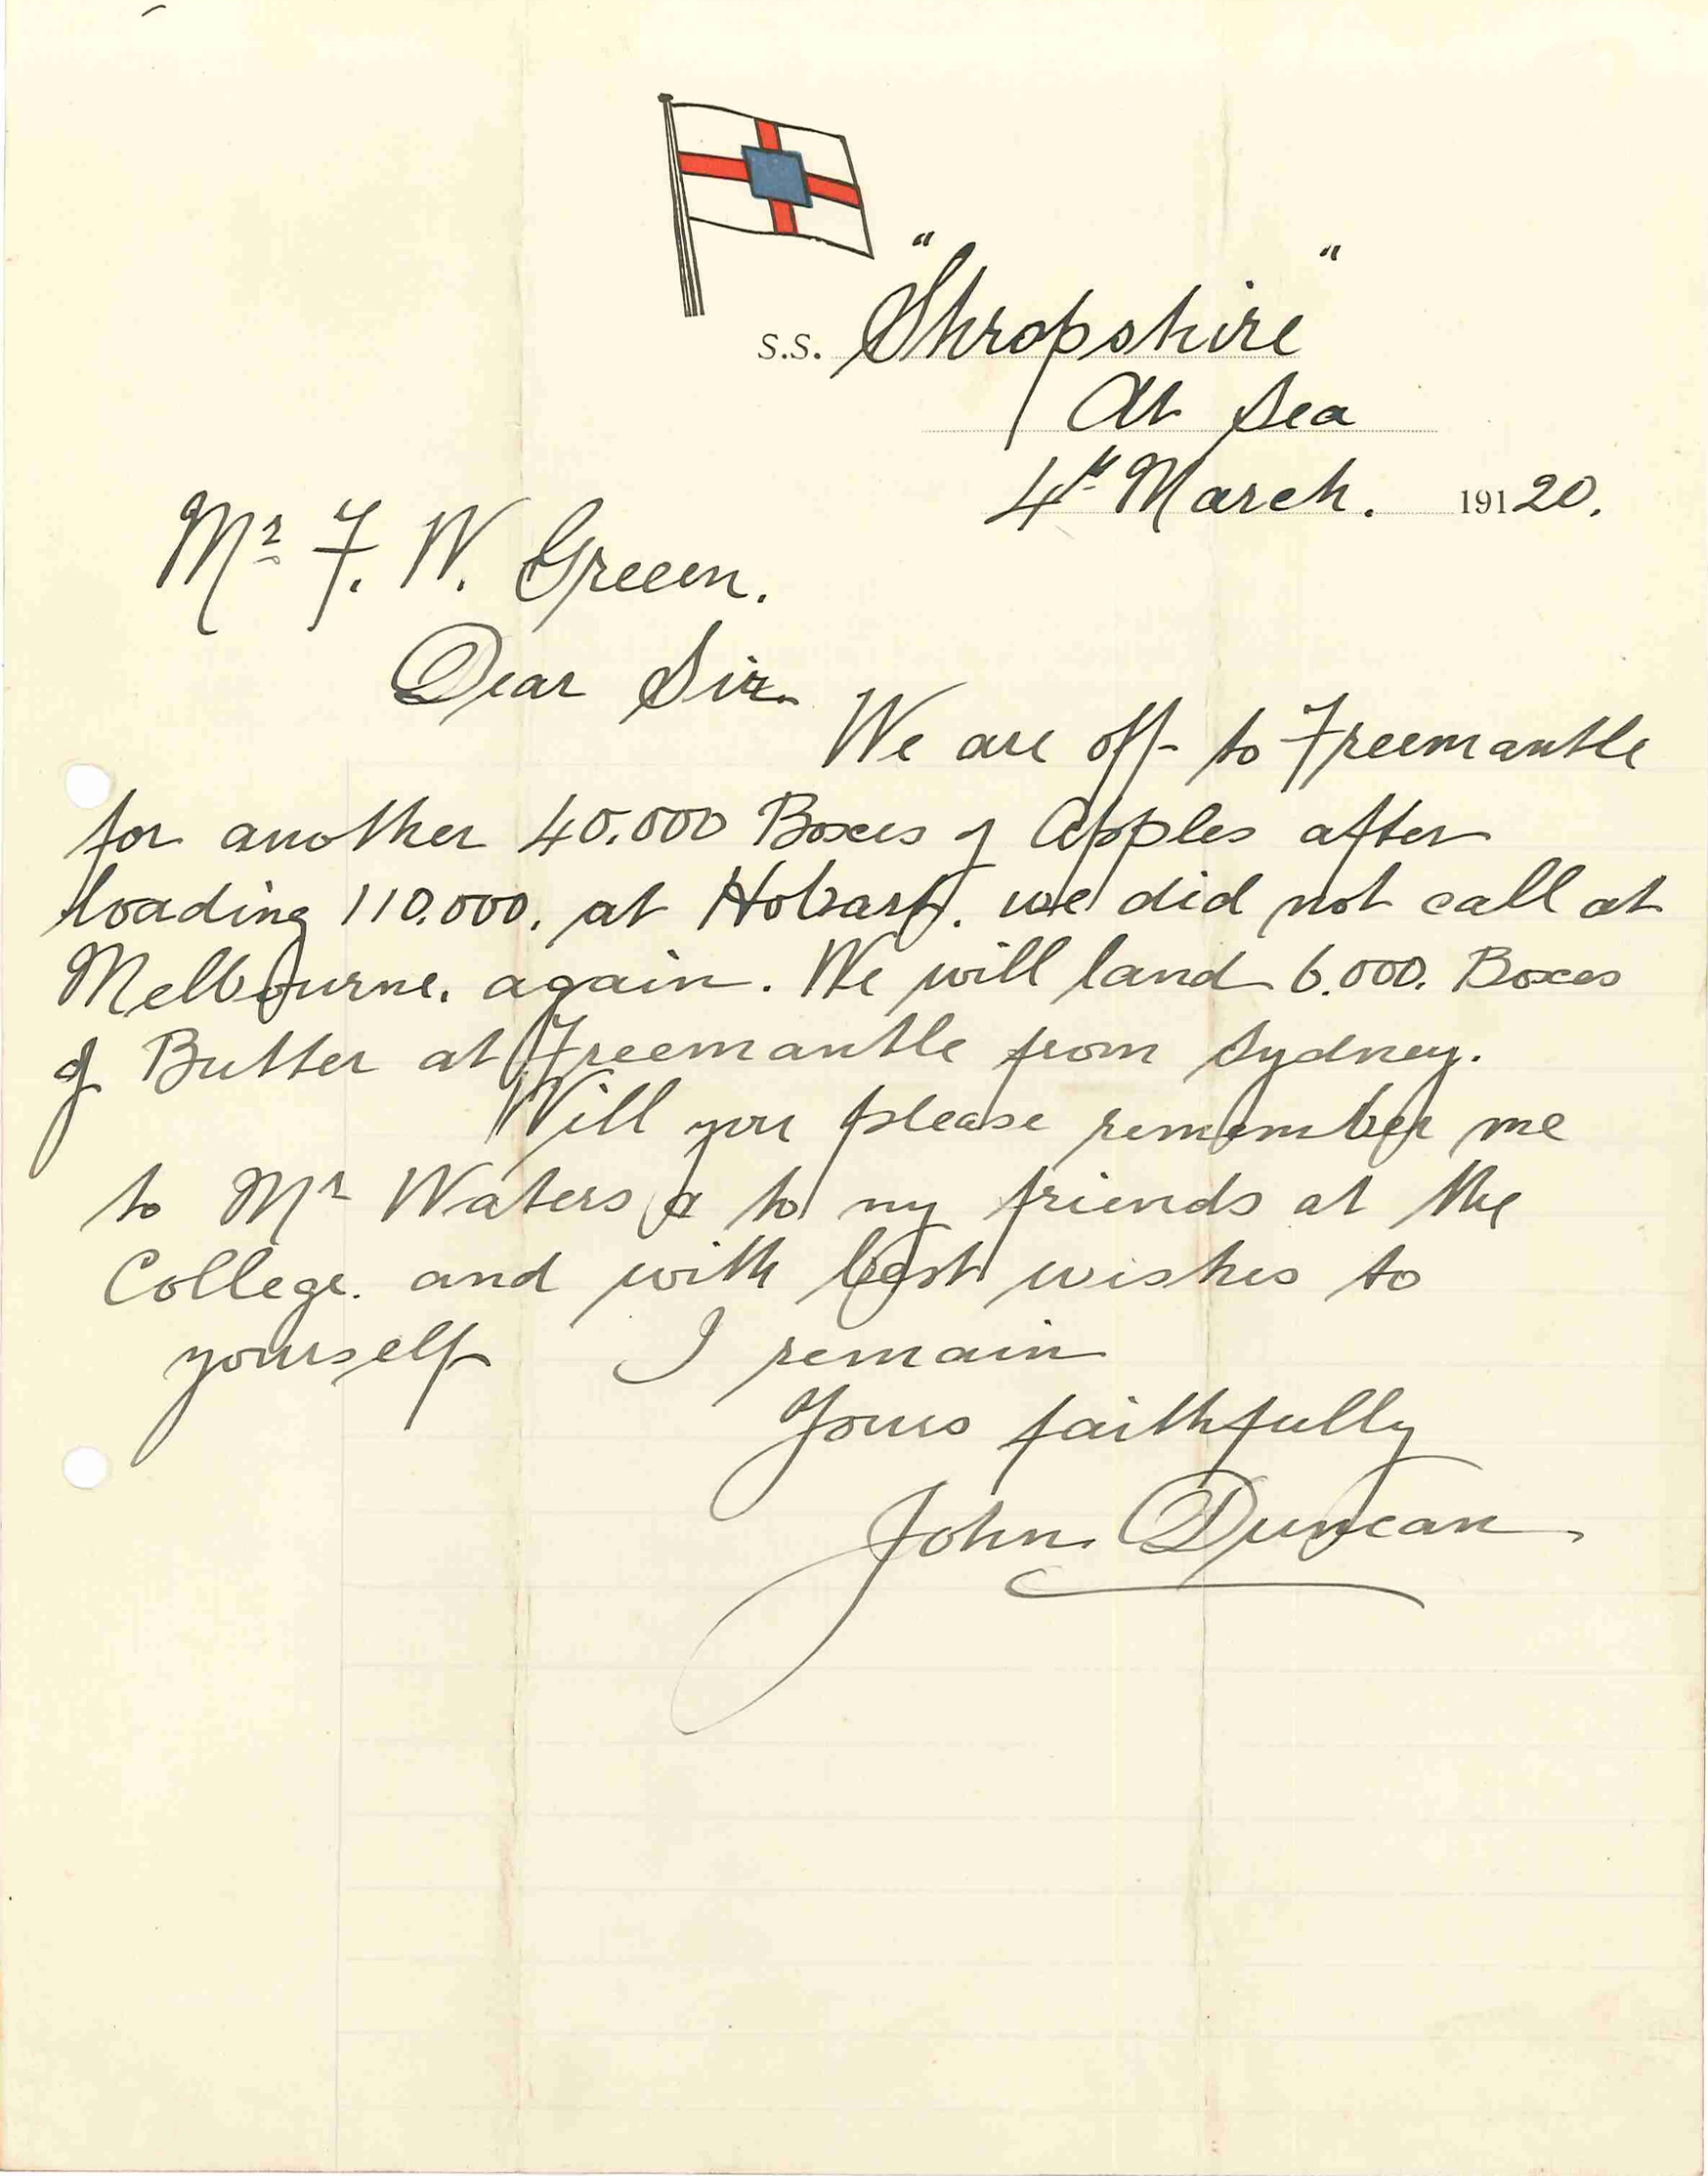 S.S. "Shropshire"
At Sea
4th March. 19120.
Mr F. W. Green.
Dear Sir.
We are off to Freemantle
for another 40.000 Boxes of Apples after
loading 110.000. at Hobart. we did not call at
Melbourne. again. We will land 6.000. Boxes
of Butter at Freemantle from Sydney.
Will you please remember me
to Mr Waters & to my friends at the
College. and with best wishes to
yourself I remain
Yours faithfully
John Duncan